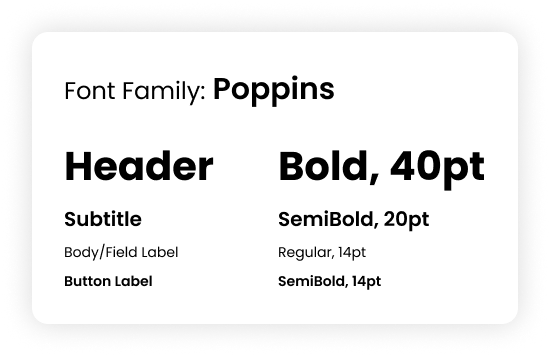 Font Family: Poppins
Header Bold, 40pt
Subtitle SemiBold, 20pt
Body/Field Label Regular, 14pt
Button Label SemiBold, 14pt